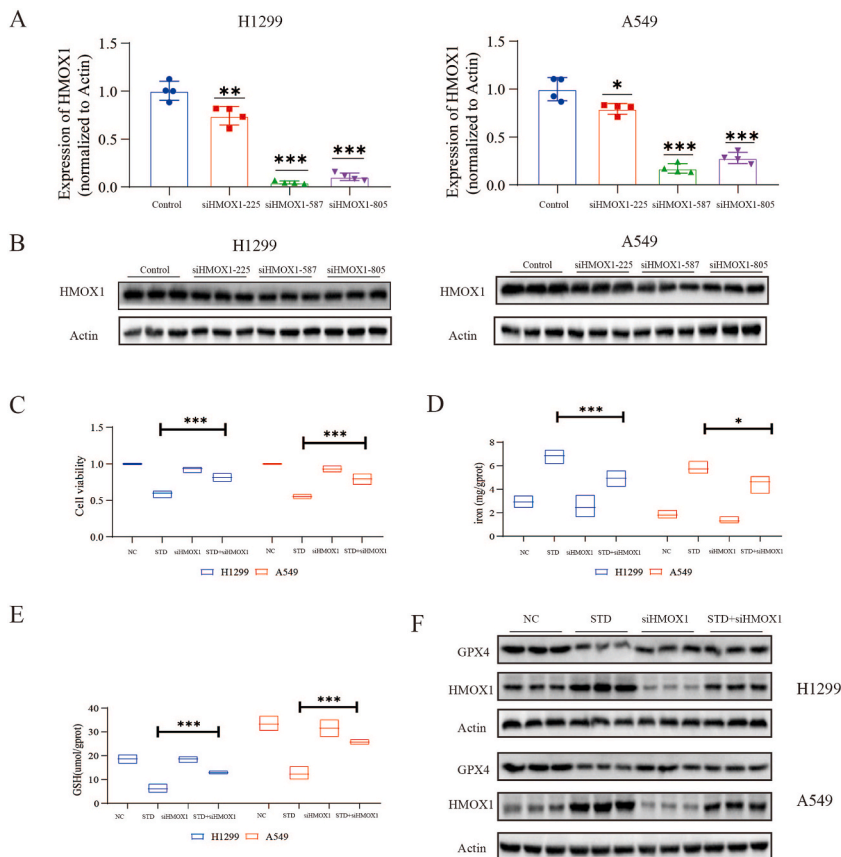 A
H1299
A549
Expression of HMOX1
(normalized to Actin)
1.5
1.0
0.5
0.0
**
***
***
Control
siHMOX1-225
siHMOX1-587
siHMOX1-805
Expression of HMOX1
(normalized to Actin)
1.5
1.0
0.5
0.0
*
***
***
Control
siHMOX1-225
siHMOX1-587
siHMOX1-805
B
H1299
A549
Control siHMOX1-225 siHMOX1-587 siHMOX1-805
HMOX1
Actin
Control siHMOX1-225 siHMOX1-587 siHMOX1-805
HMOX1
Actin
C
Cell viability
1.5
1.0
0.5
0.0
***
***
NC STD siHMOX1 STD+siHMOX1 NC STD siHMOX1 STD+siHMOX1
H1299 A549
D
iron (mg/gprot)
8
6
4
2
0
***
*
NC STD siHMOX1 STD+siHMOX1 NC STD siHMOX1 STD+siHMOX1
H1299 A549
E
GSH(umol/gprot)
40
30
20
10
0
***
***
NC STD siHMOX1 STD+siHMOX1 NC STD siHMOX1 STD+siHMOX1
H1299 A549
F
NC STD siHMOX1 STD+siHMOX1
GPX4
HMOX1
H1299
Actin
GPX4
HMOX1
A549
Actin